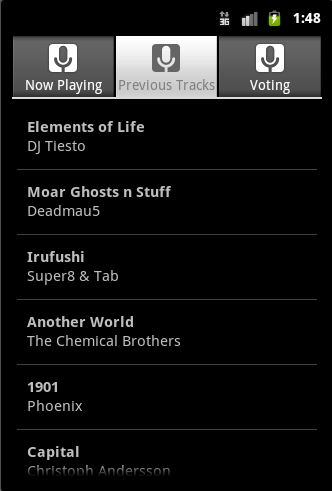 3G 1:48
Now Playing Previous Tracks Voting
Elements of Life
DJ Tiesto
Moar Ghosts n Stuff
Deadmau5
Irufushi
Super8 & Tab
Another World
The Chemical Brothers
1901
Phoenix
Capital
Christoph Andersson